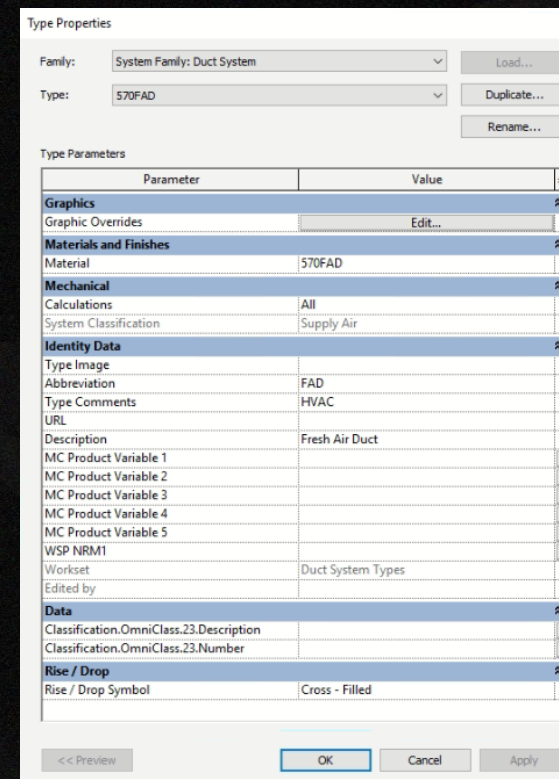 Type Properties
Family: System Family: Duct System Load...
Type: 570FAD Duplicate...
Rename...
Type Parameters
Parameter Value
Graphics
Graphic Overrides Edit...
Materials and Finishes
Material 570FAD
Mechanical
Calculations All
System Classification Supply Air
Identity Data
Type Image
Abbreviation FAD
Type Comments HVAC
URL
Description Fresh Air Duct
MC Product Variable 1
MC Product Variable 2
MC Product Variable 3
MC Product Variable 4
MC Product Variable 5
WSP NRM1
Workset Duct System Types
Edited by
Data
Classification.OmniClass.23.Description
Classification.OmniClass.23.Number
Rise / Drop
Rise / Drop Symbol Cross - Filled
<< Preview OK Cancel Apply